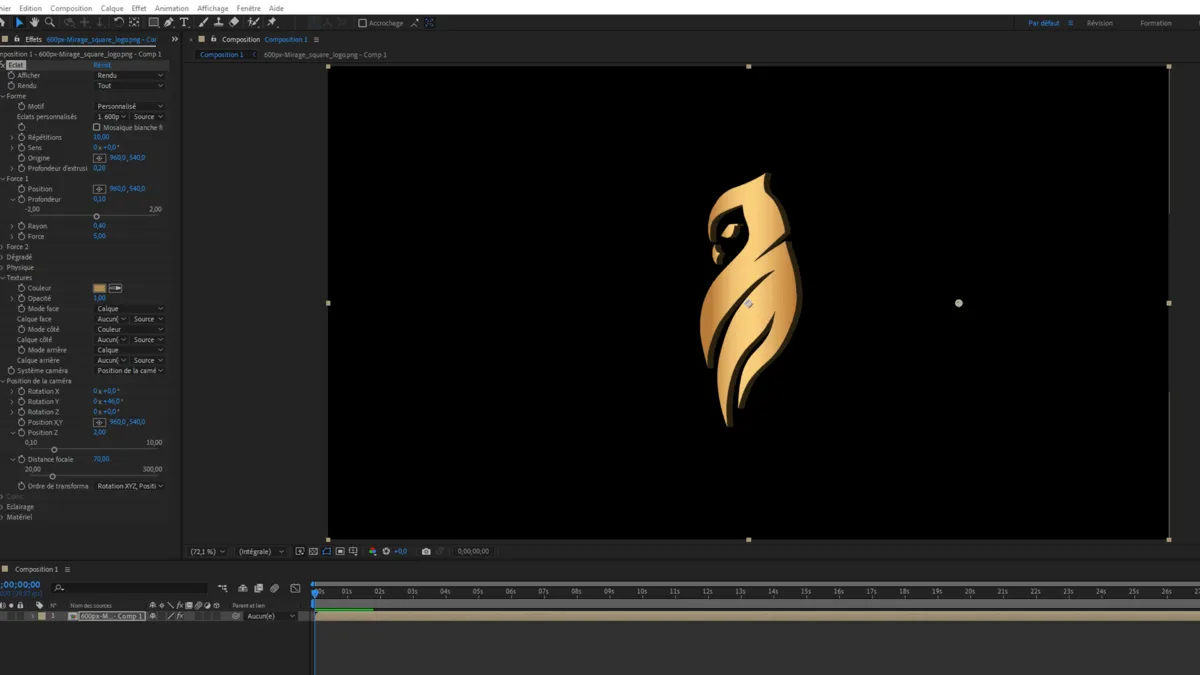 hier Edition Composition Calque Effet Animation Affichage Fenêtre Aide
Accrochage Par défaut Révision Formation
Effets 600px-Mirage_square_logo.png - Co
Composition Composition 1
mposition 1 - 600px-Mirage_square_logo.png - Comp 1
Composition 1 600px-Mirage_square_logo.png - Comp 1
fx Eclat Réinit.
Afficher Rendu
Rendu Tout
Forme
Motif Personnalisé
Eclats personnalisés 1. 600p Source
Mosaïque blanche fi
Répétitions 10,00
Sens 0 x +0,0°
Origine 960,0, 540,0
Profondeur d'extrusi 0,20
Force 1
Position 960,0, 540,0
Profondeur 0,10
-2,00 2,00
Rayon 0,40
Force 5,00
Force 2
Dégradé
Physique
Textures
Couleur
Opacité 1,00
Mode face Calque
Calque face Aucun( Source
Mode côté Couleur
Calque côté Aucun( Source
Mode arrière Calque
Calque arrière Aucun( Source
Système caméra Position de la camé
Position de la caméra
Rotation X 0 x +0,0°
Rotation Y 0 x +46,0°
Rotation Z 0 x +0,0°
Position X,Y 960,0, 540,0
Position Z 2,00
0,10 10,00
Distance focale 70,00
20,00 300,00
Ordre de transforma Rotation XYZ, Positi
Coins
Eclairage
Matériel
(72,1 %) (Intégrale) +0,0 0;00;00;00
Composition 1
;00;00;00
N° Nom des sources Parent et lien
00s 01s 02s 03s 04s 05s 06s 07s 08s 09s 10s 11s 12s 13s 14s 15s 16s 17s 18s 19s 20s 21s 22s 23s 24s 25s 26s 27
1 600px-M...- Comp 1 fx Aucun(e)